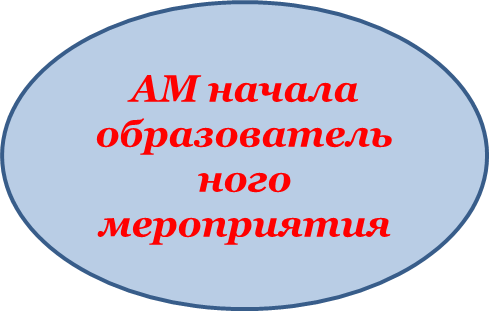 АМ начала
образователь
ного
мероприятия